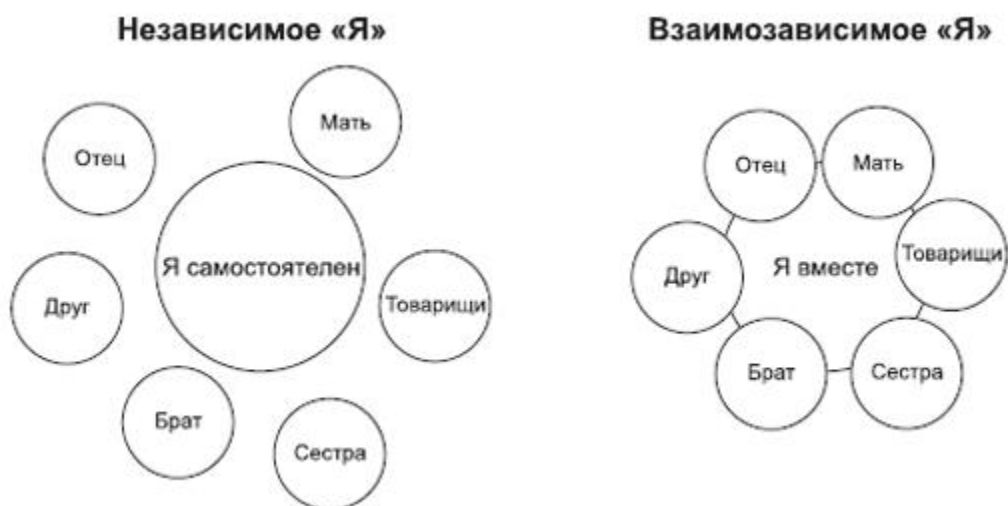 Независимое «Я»
Мать
Отец
Я самостоятелен
Друг
Товарищи
Брат
Сестра
Взаимозависимое «Я»
Отец
Мать
Товарищи
Я вместе
Друг
Брат
Сестра